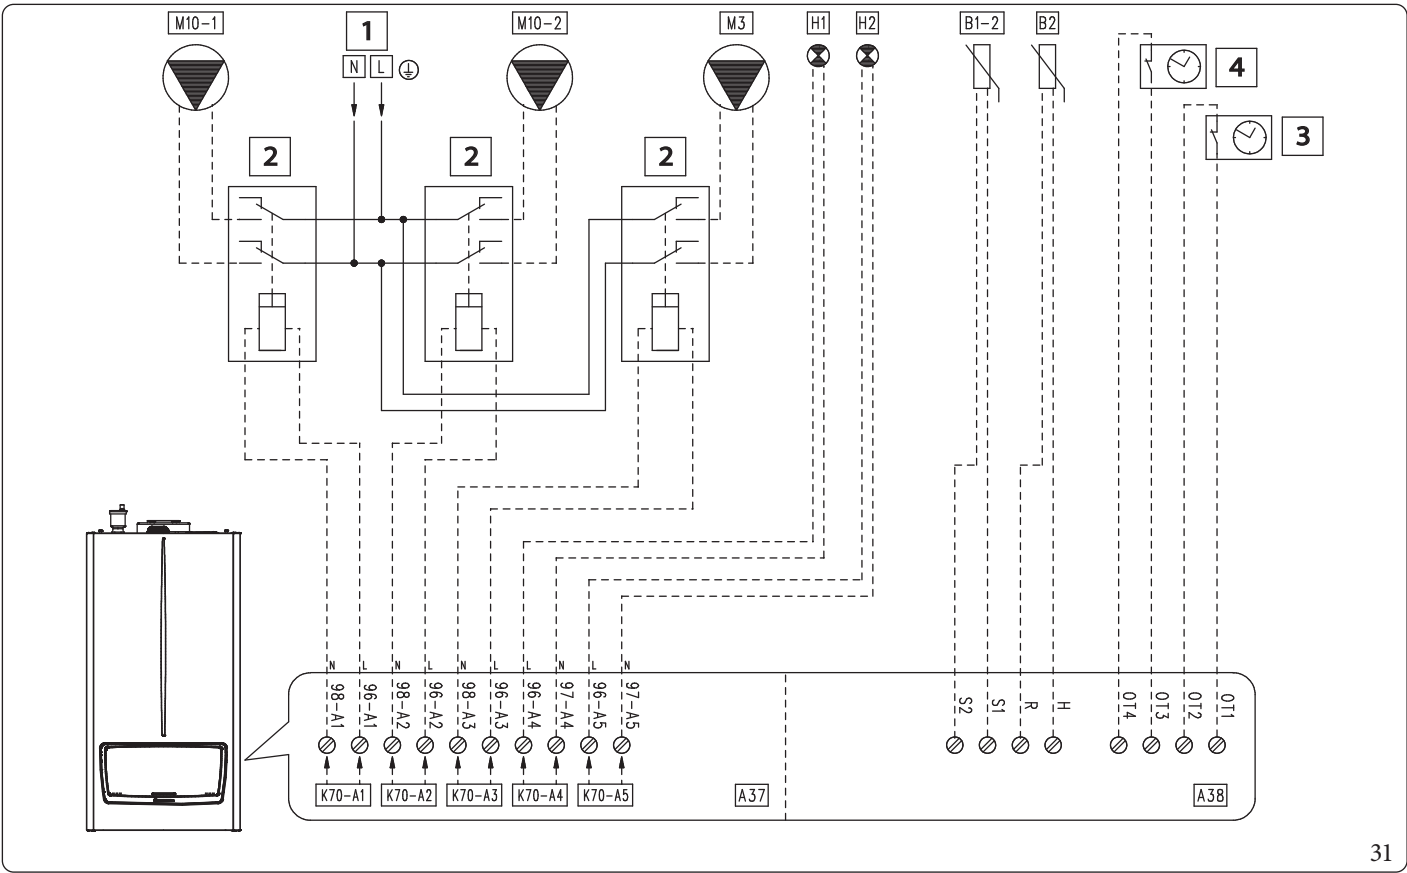 M10-1
1
M10-2
M3
H1
H2
B1-2
B2
N L
4
3
2
2
2
N L N L N L L N L N
98-A1
96-A1
98-A2
96-A2
98-A3
96-A3
96-A4
97-A4
96-A5
97-A5
S2
S1
R
H
OT4
OT3
OT2
OT1
K70-A1 K70-A2 K70-A3 K70-A4 K70-A5
A37
A38
31